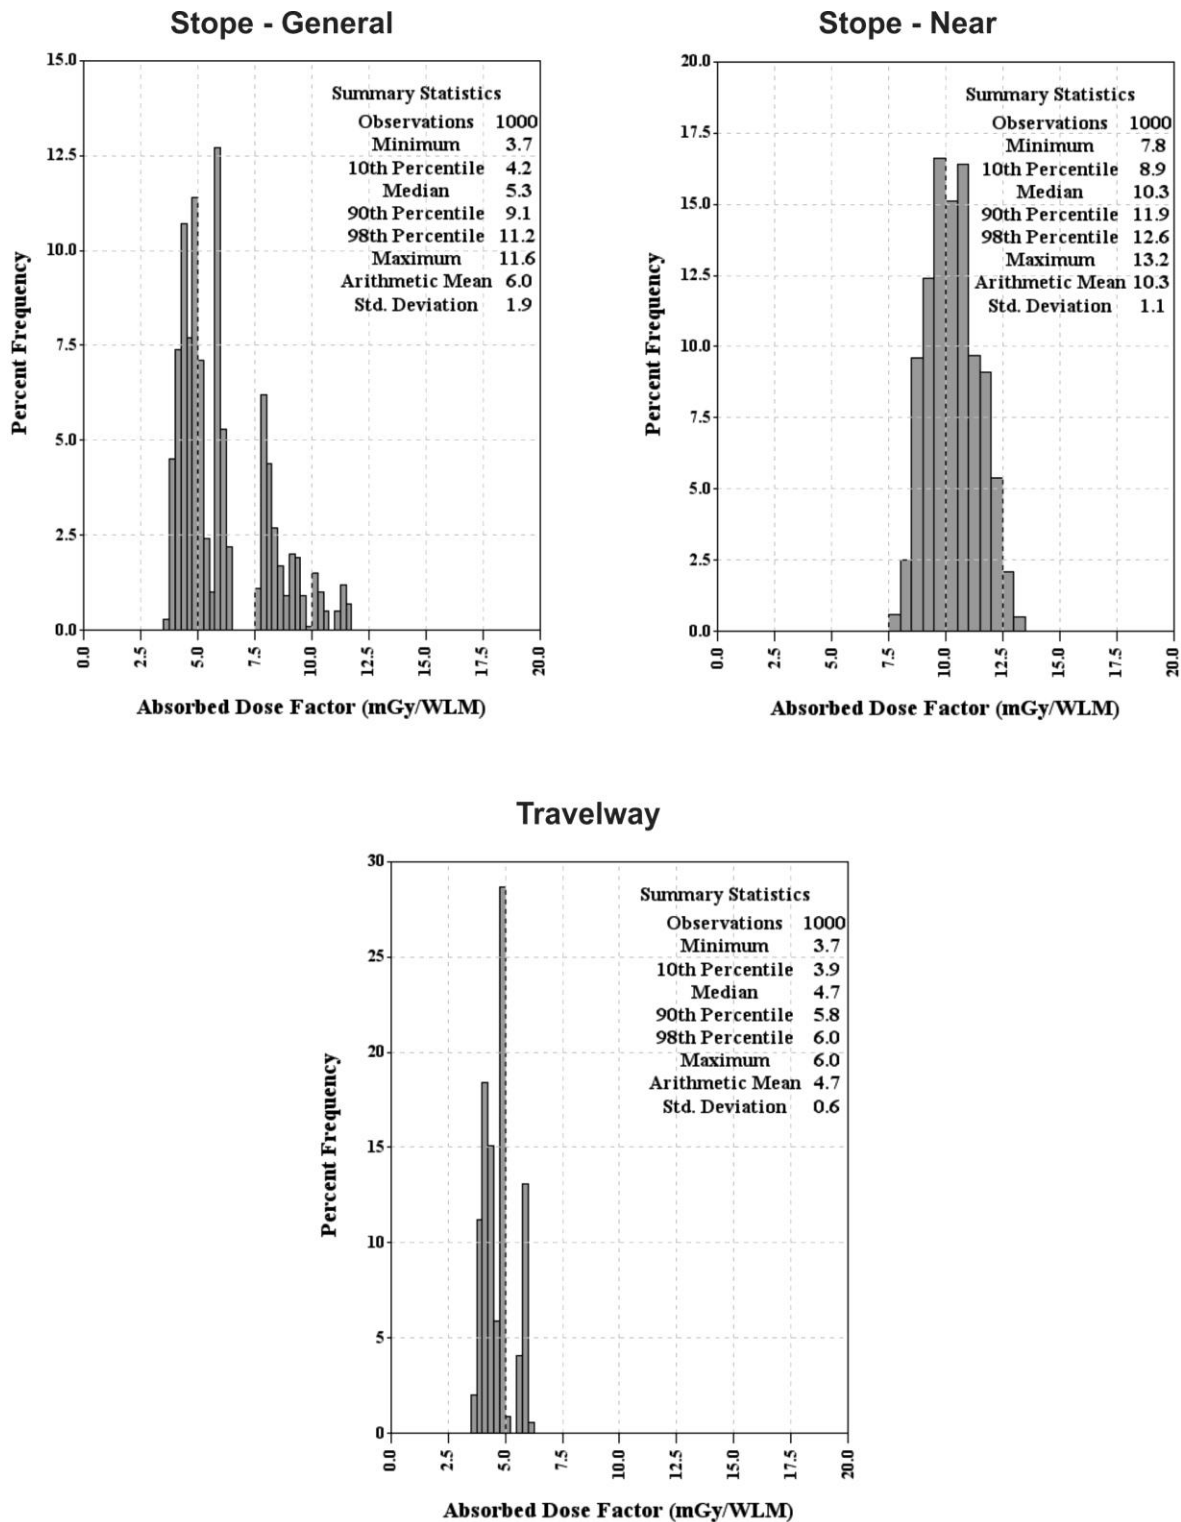 Stope - General
15.0
12.5
10.0
7.5
5.0
2.5
0.0
Percent Frequency
Summary Statistics
Observations 1000
Minimum 3.7
10th Percentile 4.2
Median 5.3
90th Percentile 9.1
98th Percentile 11.2
Maximum 11.6
Arithmetic Mean 6.0
Std. Deviation 1.9
0.0 2.5 5.0 7.5 10.0 12.5 15.0 17.5 20.0
Absorbed Dose Factor (mGy/WLM)
Stope - Near
20.0
17.5
15.0
12.5
10.0
7.5
5.0
2.5
0.0
Percent Frequency
Summary Statistics
Observations 1000
Minimum 7.8
10th Percentile 8.9
Median 10.3
90th Percentile 11.9
98th Percentile 12.6
Maximum 13.2
Arithmetic Mean 10.3
Std. Deviation 1.1
0.0 2.5 5.0 7.5 10.0 12.5 15.0 17.5 20.0
Absorbed Dose Factor (mGy/WLM)
Travelway
30
25
20
15
10
5
0
Percent Frequency
Summary Statistics
Observations 1000
Minimum 3.7
10th Percentile 3.9
Median 4.7
90th Percentile 5.8
98th Percentile 6.0
Maximum 6.0
Arithmetic Mean 4.7
Std. Deviation 0.6
0.0 2.5 5.0 7.5 10.0 12.5 15.0 17.5 20.0
Absorbed Dose Factor (mGy/WLM)